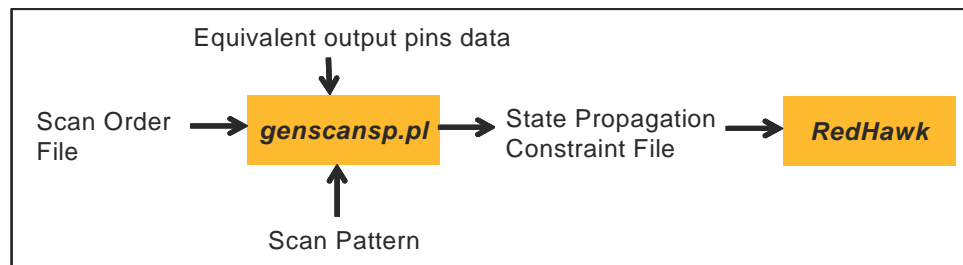 Equivalent output pins data
Scan Order
File
genscansp.pl
State Propagation
Constraint File
RedHawk
Scan Pattern